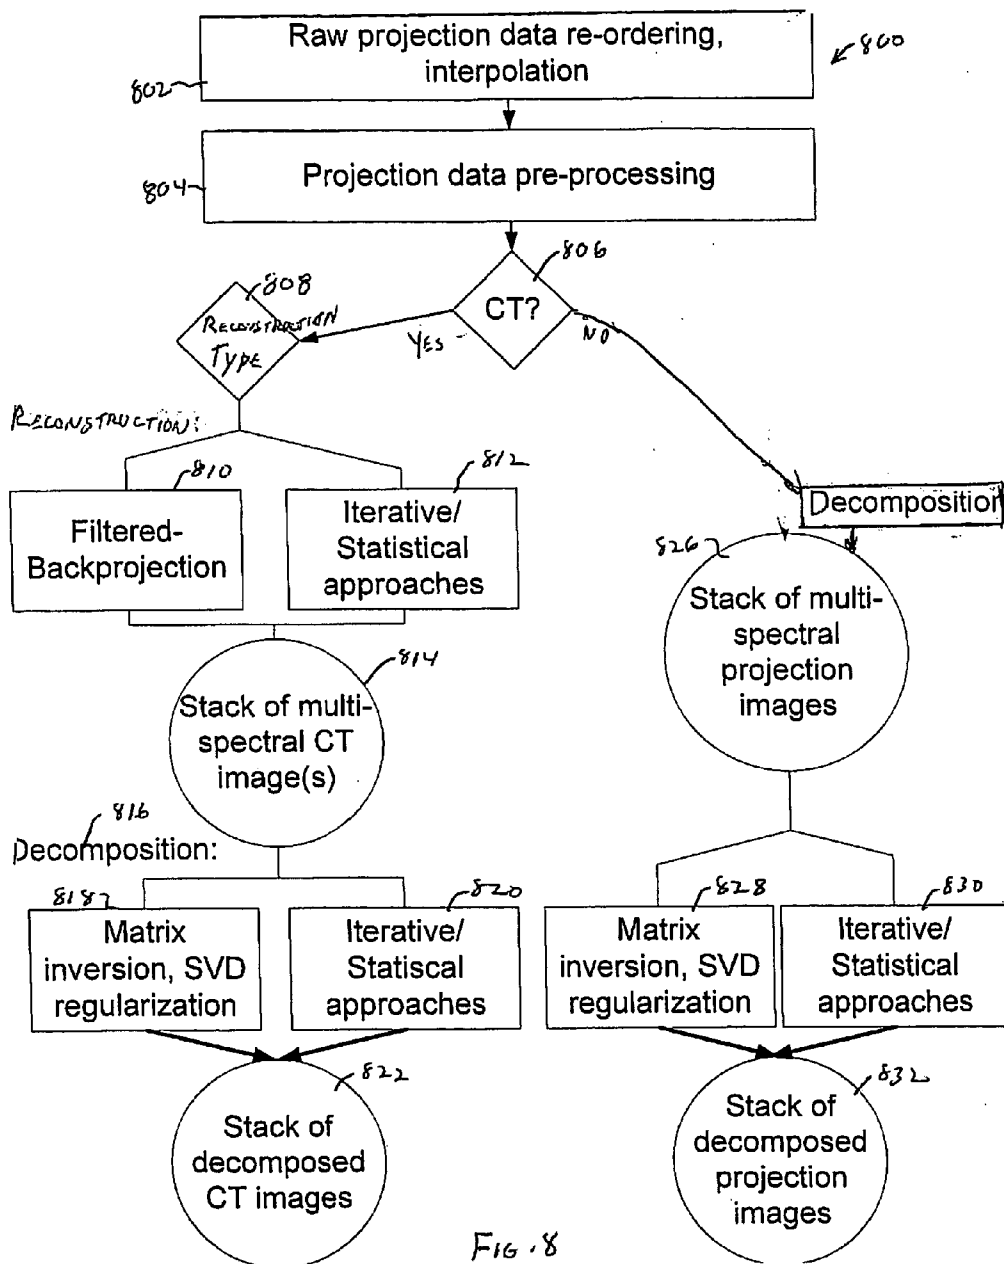 Raw projection data re-ordering,
interpolation
800
802
Projection data pre-processing
804
806
CT?
YES
NO
808
RECONSTRUCTION
TYPE
RECONSTRUCTION:
810
Filtered-
Backprojection
812
Iterative/
Statistical
approaches
Decomposition
826
Stack of multi-
spectral
projection
images
814
Stack of multi-
spectral CT
image(s)
816
Decomposition:
818
Matrix
inversion, SVD
regularization
820
Iterative/
Statiscal
approaches
828
Matrix
inversion, SVD
regularization
830
Iterative/
Statistical
approaches
822
Stack of
decomposed
CT images
832
Stack of
decomposed
projection
images
FIG. 8